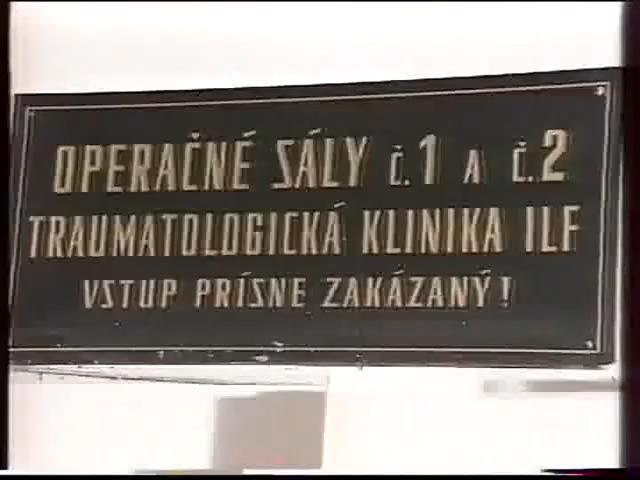 OPERAČNÉ SÁLY č.1 A č.2
TRAUMATOLOGICKÁ KLINIKA ILF
VSTUP PRÍSNE ZAKÁZANÝ!